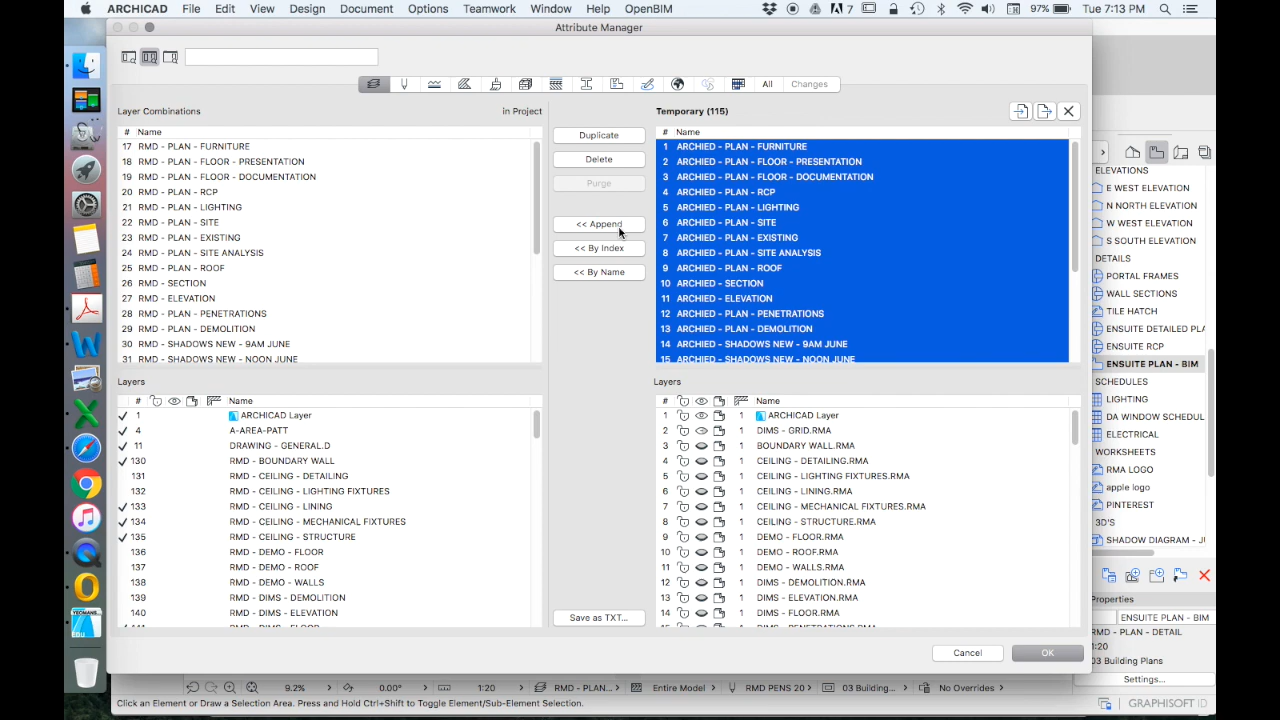 ARCHICAD File Edit View Design Document Options Teamwork Window Help OpenBIM 7 97% Tue 7:13 PM
Attribute Manager
All Changes
Layer Combinations in Project
# Name
17 RMD - PLAN - FURNITURE
18 RMD - PLAN - FLOOR - PRESENTATION
19 RMD - PLAN - FLOOR - DOCUMENTATION
20 RMD - PLAN - RCP
21 RMD - PLAN - LIGHTING
22 RMD - PLAN - SITE
23 RMD - PLAN - EXISTING
24 RMD - PLAN - SITE ANALYSIS
25 RMD - PLAN - ROOF
26 RMD - SECTION
27 RMD - ELEVATION
28 RMD - PLAN - PENETRATIONS
29 RMD - PLAN - DEMOLITION
30 RMD - SHADOWS NEW - 9AM JUNE
31 RMD - SHADOWS NEW - NOON JUNE
Duplicate
Delete
Purge
<< Append
<< By Index
<< By Name
Save as TXT...
Temporary (115)
# Name
1 ARCHIED - PLAN - FURNITURE
2 ARCHIED - PLAN - FLOOR - PRESENTATION
3 ARCHIED - PLAN - FLOOR - DOCUMENTATION
4 ARCHIED - PLAN - RCP
5 ARCHIED - PLAN - LIGHTING
6 ARCHIED - PLAN - SITE
7 ARCHIED - PLAN - EXISTING
8 ARCHIED - PLAN - SITE ANALYSIS
9 ARCHIED - PLAN - ROOF
10 ARCHIED - SECTION
11 ARCHIED - ELEVATION
12 ARCHIED - PLAN - PENETRATIONS
13 ARCHIED - PLAN - DEMOLITION
14 ARCHIED - SHADOWS NEW - 9AM JUNE
15 ARCHIED - SHADOWS NEW - NOON JUNE
Layers
# Name
1 ARCHICAD Layer
4 A-AREA-PATT
11 DRAWING - GENERAL.D
130 RMD - BOUNDARY WALL
131 RMD - CEILING - DETAILING
132 RMD - CEILING - LIGHTING FIXTURES
133 RMD - CEILING - LINING
134 RMD - CEILING - MECHANICAL FIXTURES
135 RMD - CEILING - STRUCTURE
136 RMD - DEMO - FLOOR
137 RMD - DEMO - ROOF
138 RMD - DEMO - WALLS
139 RMD - DIMS - DEMOLITION
140 RMD - DIMS - ELEVATION
141 RMD - DIMS - FLOOR
Layers
# Name
1 1 ARCHICAD Layer
2 1 DIMS - GRID.RMA
3 1 BOUNDARY WALL.RMA
4 1 CEILING - DETAILING.RMA
5 1 CEILING - LIGHTING FIXTURES.RMA
6 1 CEILING - LINING.RMA
7 1 CEILING - MECHANICAL FIXTURES.RMA
8 1 CEILING - STRUCTURE.RMA
9 1 DEMO - FLOOR.RMA
10 1 DEMO - ROOF.RMA
11 1 DEMO - WALLS.RMA
12 1 DIMS - DEMOLITION.RMA
13 1 DIMS - ELEVATION.RMA
14 1 DIMS - FLOOR.RMA
15 1 DIMS - PENETRATIONS.RMA
Cancel OK
ELEVATIONS
E WEST ELEVATION
N NORTH ELEVATION
W WEST ELEVATION
S SOUTH ELEVATION
DETAILS
PORTAL FRAMES
WALL SECTIONS
TILE HATCH
ENSUITE DETAILED PLA
ENSUITE RCP
ENSUITE PLAN - BIM
SCHEDULES
LIGHTING
DA WINDOW SCHEDUL
ELECTRICAL
WORKSHEETS
RMA LOGO
apple logo
PINTEREST
3D'S
SHADOW DIAGRAM - JU
Properties
ENSUITE PLAN - BIM
RMD - PLAN - DETAIL
1:20
03 Building Plans
Settings...
YEOMANS
EDU
9.2% 0.00° 1:20 RMD - PLAN... Entire Model RMD PENS 03 Building... No Overrides
Click an Element or Draw a Selection Area. Press and Hold Ctrl+Shift to Toggle Element/Sub-Element Selection. GRAPHISOFT ID